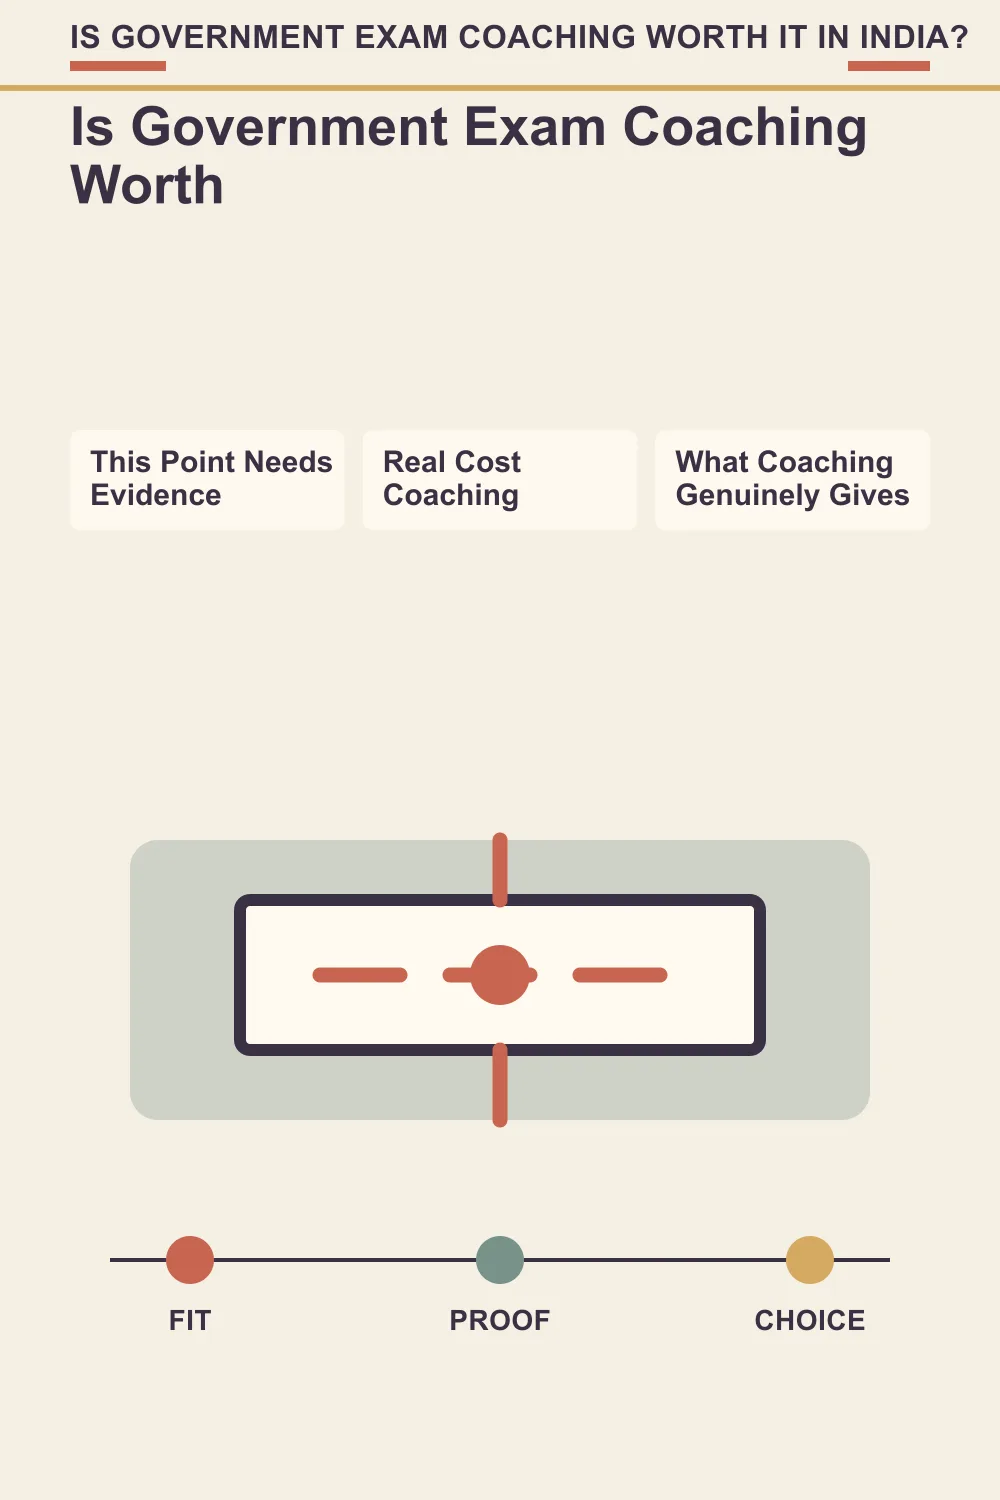 IS GOVERNMENT EXAM COACHING WORTH IT IN INDIA?
Is Government Exam Coaching
Worth
This Point Needs
Evidence
Real Cost
Coaching
What Coaching
Genuinely Gives
FIT
PROOF
CHOICE